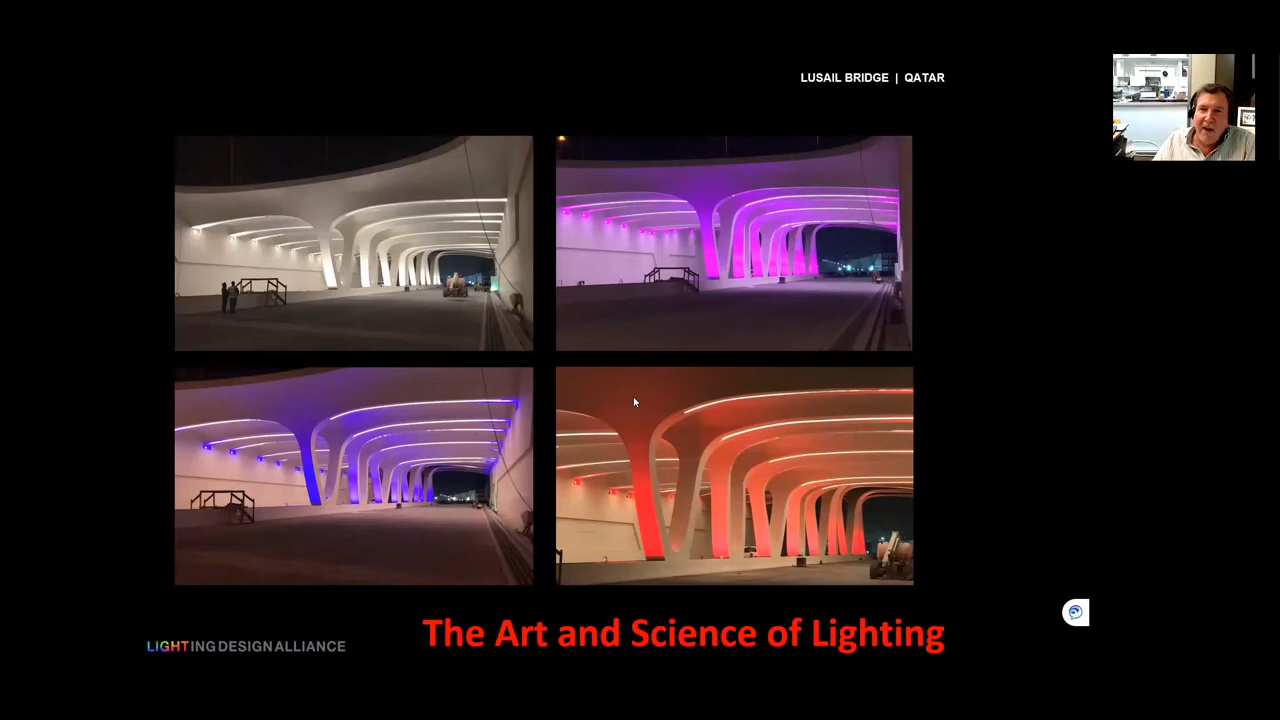 LUSAIL BRIDGE | QATAR
The Art and Science of Lighting
LIGHTING DESIGN ALLIANCE